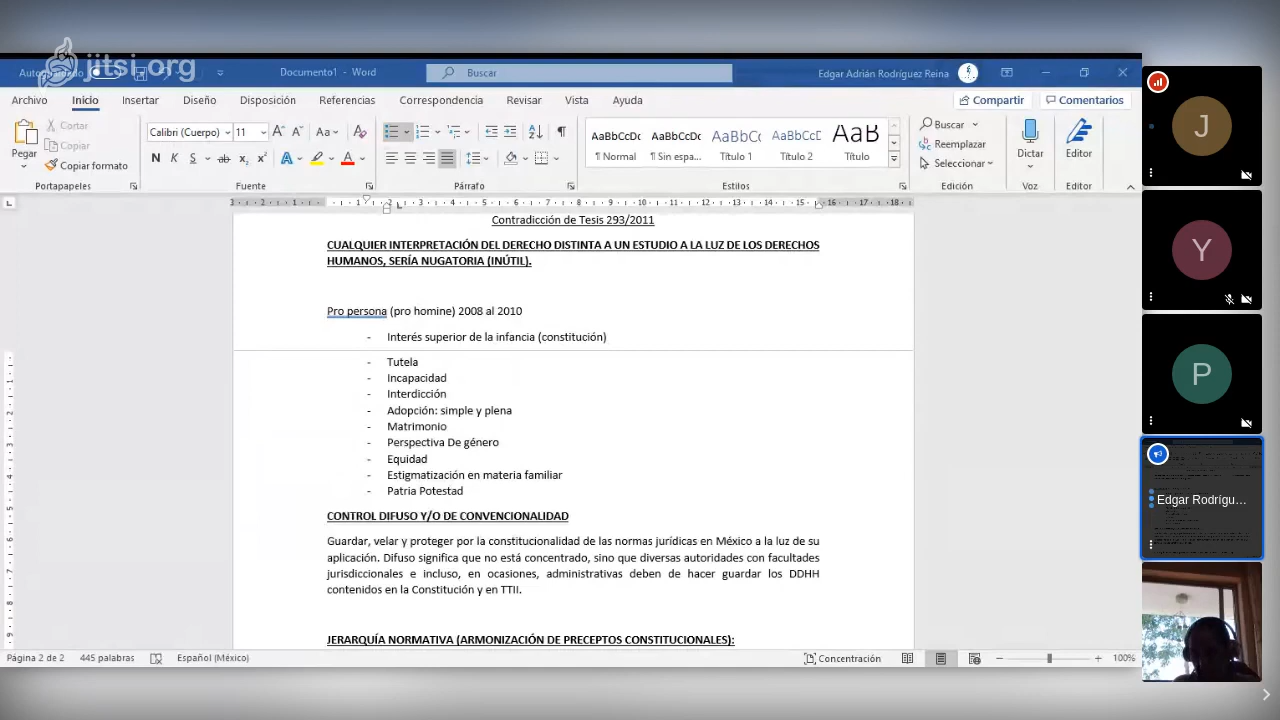 jitsi.org
Documento1 - Word
Buscar
Edgar Adrián Rodríguez Reina
Archivo
Inicio
Insertar
Diseño
Disposición
Referencias
Correspondencia
Revisar
Vista
Ayuda
Compartir
Comentarios
Pegar
Cortar
Copiar
Copiar formato
Portapapeles
Calibri (Cuerpo)
11
Fuente
Párrafo
AaBbCcDc
¶ Normal
AaBbCcDc
¶ Sin espa...
AaBbCc
Título 1
AaBbCcC
Título 2
AaB
Título
Estilos
Buscar
Reemplazar
Seleccionar
Edición
Dictar
Voz
Editor
Editor
Contradicción de Tesis 293/2011
CUALQUIER INTERPRETACIÓN DEL DERECHO DISTINTA A UN ESTUDIO A LA LUZ DE LOS DERECHOS
HUMANOS, SERÍA NUGATORIA (INÚTIL).
Pro persona (pro homine) 2008 al 2010
- Interés superior de la infancia (constitución)
- Tutela
- Incapacidad
- Interdicción
- Adopción: simple y plena
- Matrimonio
- Perspectiva De género
- Equidad
- Estigmatización en materia familiar
- Patria Potestad
CONTROL DIFUSO Y/O DE CONVENCIONALIDAD
Guardar, velar y proteger por la constitucionalidad de las normas jurídicas en México a la luz de su
aplicación. Difuso significa que no está concentrado, sino que diversas autoridades con facultades
jurisdiccionales e incluso, en ocasiones, administrativas deben de hacer guardar los DDHH
contenidos en la Constitución y en TTII.
JERARQUÍA NORMATIVA (ARMONIZACIÓN DE PRECEPTOS CONSTITUCIONALES):
Página 2 de 2
445 palabras
Español (México)
Concentración
100%
J
Y
P
Edgar Rodrígu...